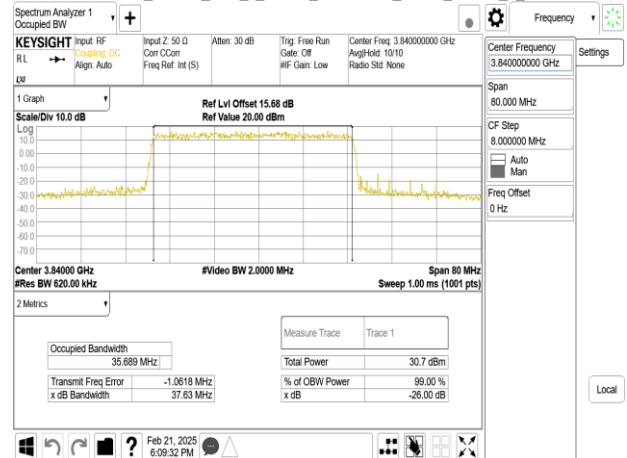 Spectrum Analyzer 1
Occupied BW
Frequency
KEYSIGHT
Input: RF
Coupling: DC
Align: Auto
Input Z: 50 Ω
Corr CCorr
Freq Ref: Int (S)
Atten: 30 dB
Trig: Free Run
Gate: Off
#IF Gain: Low
Center Freq: 3.840000000 GHz
Avg|Hold: 10/10
Radio Std: None
RL
LXI
Center Frequency
3.840000000 GHz
Settings
Span
80.000 MHz
CF Step
8.000000 MHz
Auto
Man
Freq Offset
0 Hz
Local
1 Graph
Scale/Div 10.0 dB
Ref Lvl Offset 15.68 dB
Ref Value 20.00 dBm
Log
10.0
0.00
-10.0
-20.0
-30.0
-40.0
-50.0
-60.0
-70.0
Center 3.84000 GHz
#Video BW 2.0000 MHz
Span 80 MHz
#Res BW 620.00 kHz
Sweep 1.00 ms (1001 pts)
2 Metrics
Measure Trace
Trace 1
Occupied Bandwidth
35.689 MHz
Total Power 30.7 dBm
Transmit Freq Error -1.0618 MHz
% of OBW Power 99.00 %
x dB Bandwidth 37.63 MHz
x dB -26.00 dB
?
Feb 21, 2025
6:09:32 PM